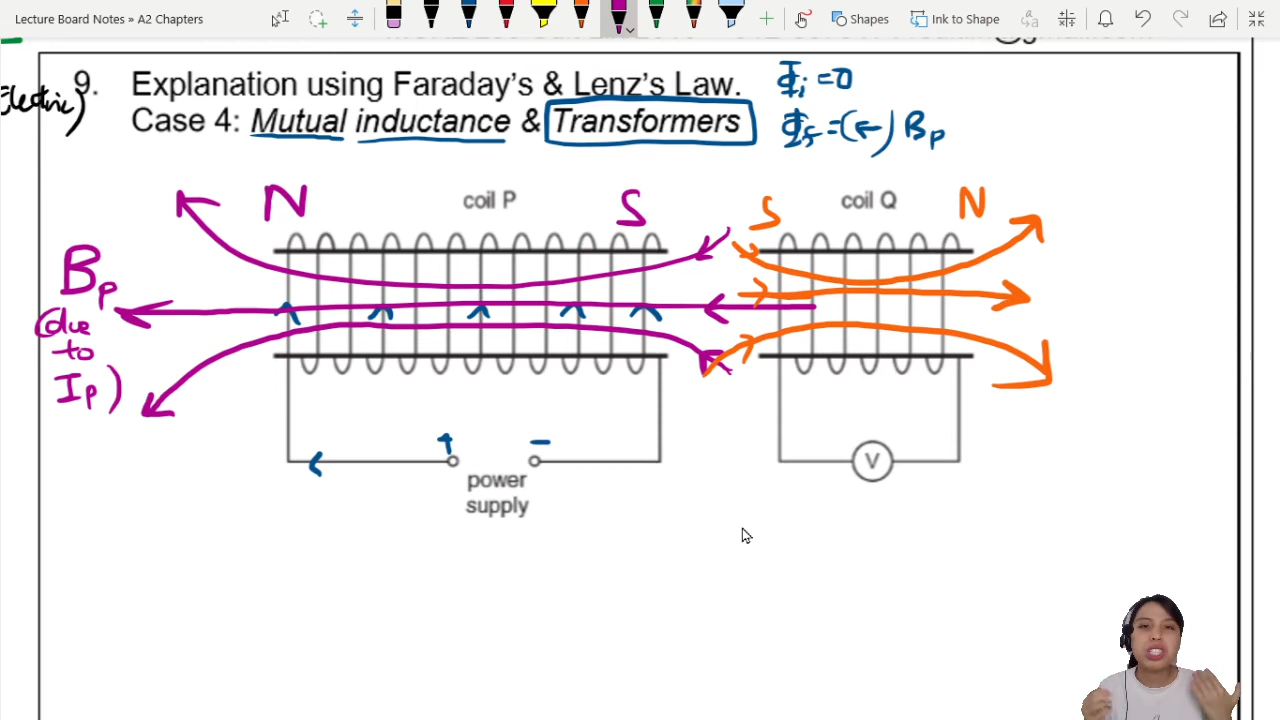 Lecture Board Notes » A2 Chapters
Shapes
Ink to Shape
Electric)
9. Explanation using Faraday's & Lenz's Law.
Φi = 0
Case 4: Mutual inductance & Transformers
Φf = (←) Bp
N
coil P
S
S
coil Q
N
Bp
(due
to
Ip)
+
−
V
power
supply